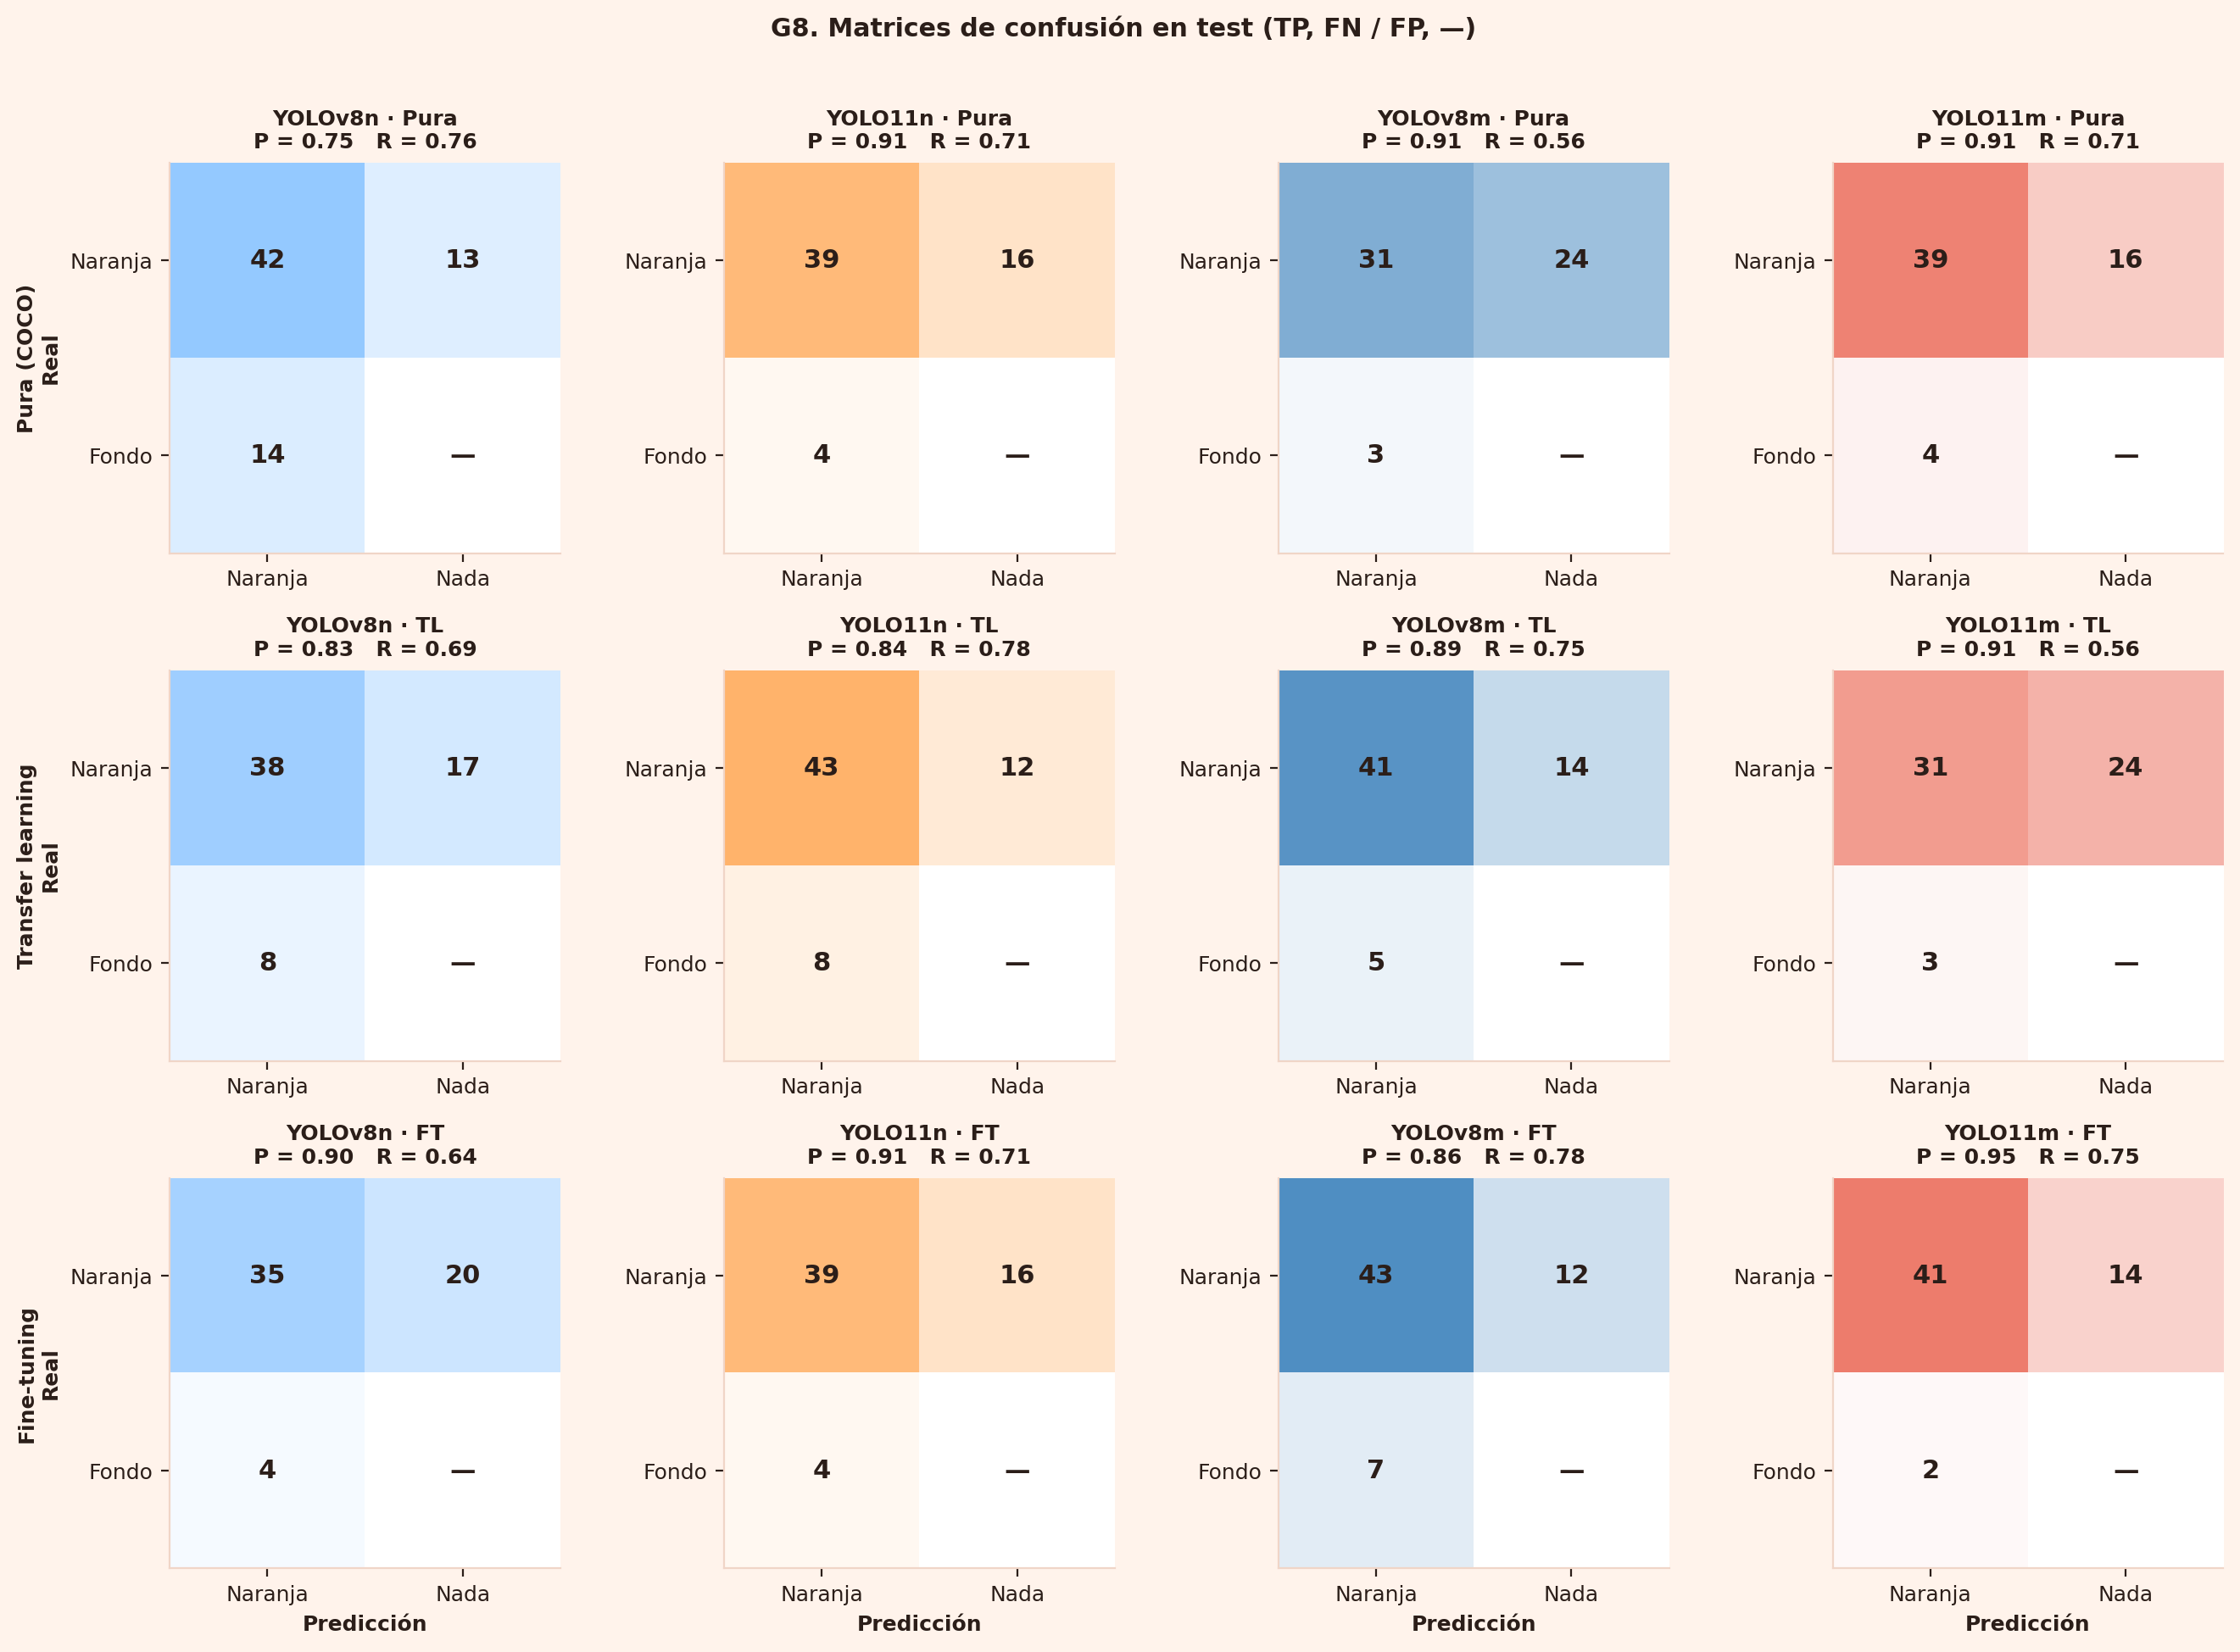 G8. Matrices de confusión en test (TP, FN / FP, —)
YOLOv8n · Pura
P = 0.75 R = 0.76
YOLO11n · Pura
P = 0.91 R = 0.71
YOLOv8m · Pura
P = 0.91 R = 0.56
YOLO11m · Pura
P = 0.91 R = 0.71
Pura (COCO)
Real
Naranja 42 13
Fondo 14 —
Naranja Nada
Naranja 39 16
Fondo 4 —
Naranja Nada
Naranja 31 24
Fondo 3 —
Naranja Nada
Naranja 39 16
Fondo 4 —
Naranja Nada
YOLOv8n · TL
P = 0.83 R = 0.69
YOLO11n · TL
P = 0.84 R = 0.78
YOLOv8m · TL
P = 0.89 R = 0.75
YOLO11m · TL
P = 0.91 R = 0.56
Transfer learning
Real
Naranja 38 17
Fondo 8 —
Naranja Nada
Naranja 43 12
Fondo 8 —
Naranja Nada
Naranja 41 14
Fondo 5 —
Naranja Nada
Naranja 31 24
Fondo 3 —
Naranja Nada
YOLOv8n · FT
P = 0.90 R = 0.64
YOLO11n · FT
P = 0.91 R = 0.71
YOLOv8m · FT
P = 0.86 R = 0.78
YOLO11m · FT
P = 0.95 R = 0.75
Fine-tuning
Real
Naranja 35 20
Fondo 4 —
Naranja Nada
Predicción
Naranja 39 16
Fondo 4 —
Naranja Nada
Predicción
Naranja 43 12
Fondo 7 —
Naranja Nada
Predicción
Naranja 41 14
Fondo 2 —
Naranja Nada
Predicción